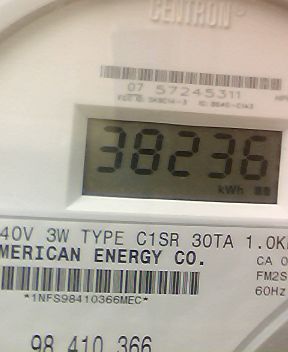 CENTRON®
07 57245311
38236
kWh
40V 3W TYPE C1SR 30TA 1.0K
MERICAN ENERGY CO.
CA 0
FM2S
60Hz
*1NFS98410366MEC*
98 410 366